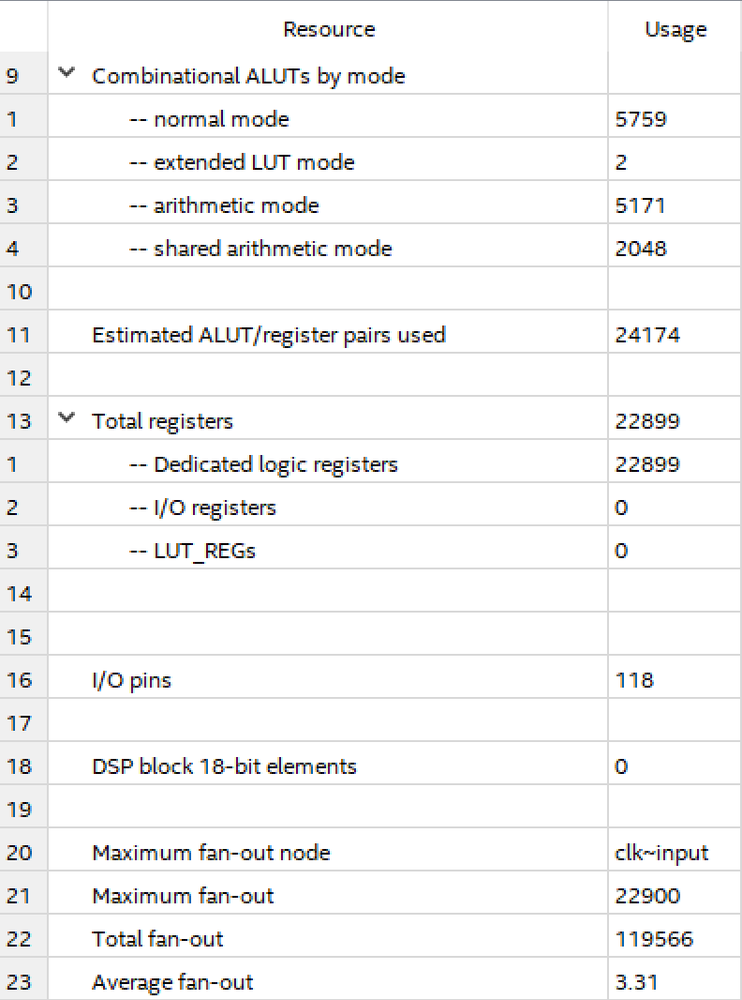 Resource Usage
9 Combinational ALUTs by mode
1 -- normal mode 5759
2 -- extended LUT mode 2
3 -- arithmetic mode 5171
4 -- shared arithmetic mode 2048
10
11 Estimated ALUT/register pairs used 24174
12
13 Total registers 22899
1 -- Dedicated logic registers 22899
2 -- I/O registers 0
3 -- LUT_REGs 0
14
15
16 I/O pins 118
17
18 DSP block 18-bit elements 0
19
20 Maximum fan-out node clk~input
21 Maximum fan-out 22900
22 Total fan-out 119566
23 Average fan-out 3.31